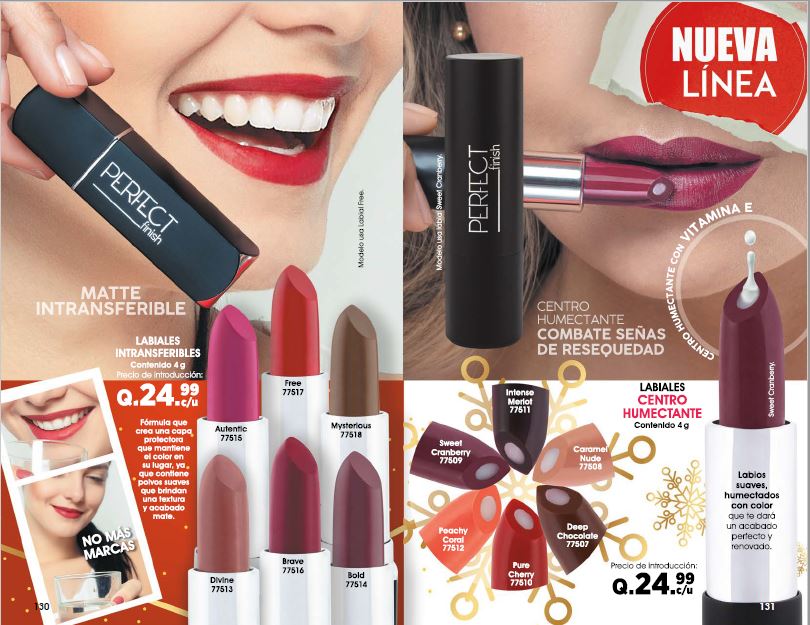 PERFECT
finish
Modelo usa Labial Free.
MATTE
INTRANSFERIBLE
LABIALES
INTRANSFERIBLES
Contenido 4 g
Precio de introducción:
Q.24.99
c/u
Fórmula que
crea una capa
protectora
que mantiene
el color en
su lugar, ya
que contiene
polvos suaves
que brindan
una textura
y acabado
mate.
NO MÁS
MARCAS
Autentic
77515
Free
77517
Mysterious
77518
Divine
77513
Brave
77516
Bold
77514
130
NUEVA
LÍNEA
PERFECT
finish
Modelo usa labial Sweet Cranberry.
CENTRO HUMECTANTE CON VITAMINA E
CENTRO
HUMECTANTE
COMBATE SEÑAS
DE RESEQUEDAD
LABIALES
CENTRO
HUMECTANTE
Contenido 4 g
Intense
Merlot
77511
Sweet
Cranberry
77509
Caramel
Nude
77508
Peachy
Coral
77512
Deep
Chocolate
77507
Pure
Cherry
77510
Sweet Cranberry.
Labios
suaves,
humectados
con color
que te dará
un acabado
perfecto y
renovado.
Precio de introducción:
Q.24.99
c/u
131